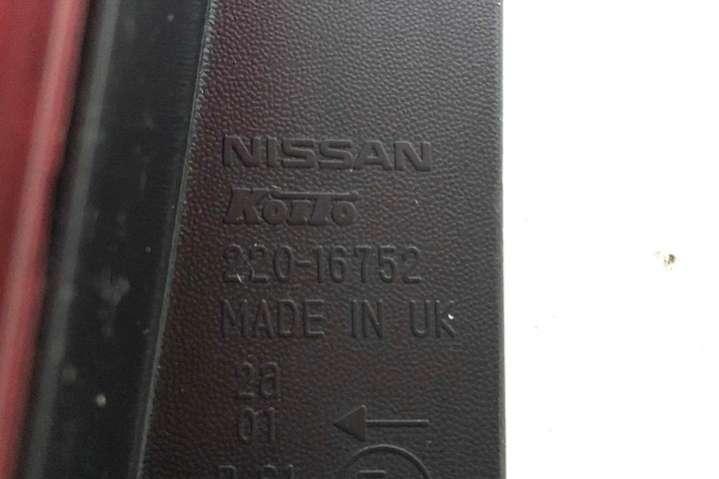 NISSAN
Koito
220-16752
MADE IN UK
2a
01